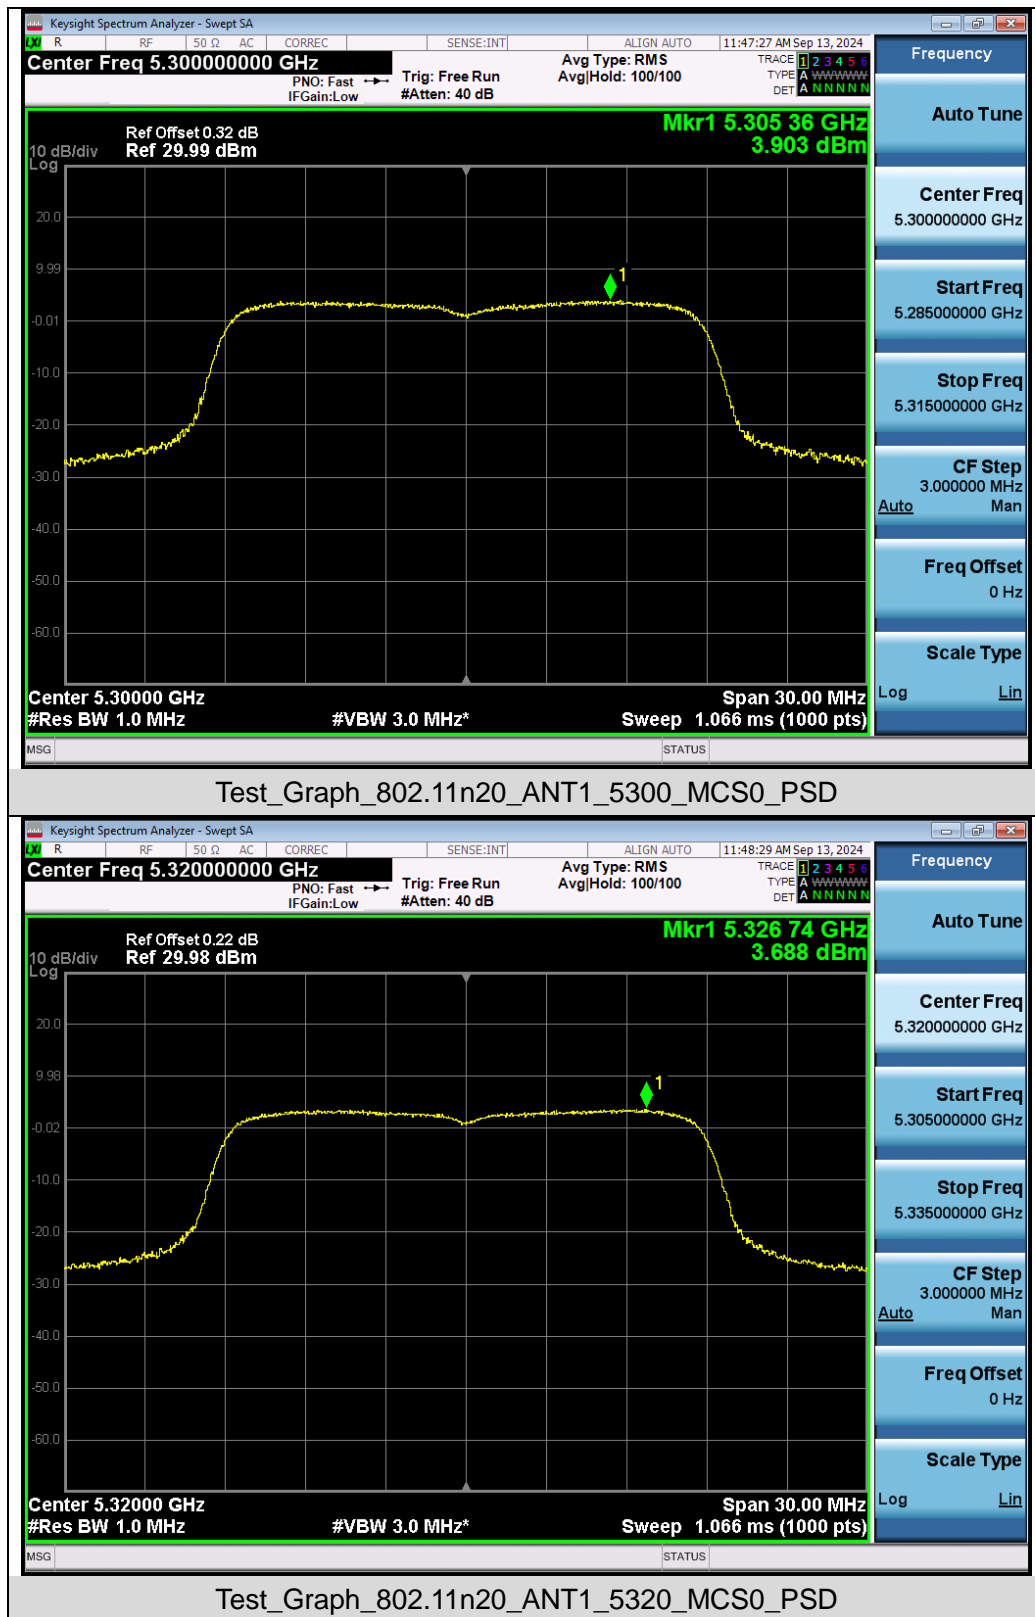 Keysight Spectrum Analyzer - Swept SA
LXI R RF 50 Ω AC CORREC SENSE:INT ALIGN AUTO 11:47:27 AM Sep 13, 2024
Center Freq 5.300000000 GHz
PNO: Fast
IFGain:Low
Trig: Free Run
#Atten: 40 dB
Avg Type: RMS
Avg|Hold: 100/100
TRACE 1 2 3 4 5 6
TYPE A WWWWW
DET A N N N N N
Ref Offset 0.32 dB
10 dB/div Ref 29.99 dBm
Log
Mkr1 5.305 36 GHz
3.903 dBm
20.0
9.99
-0.01
-10.0
-20.0
-30.0
-40.0
-50.0
-60.0
1
Center 5.30000 GHz Span 30.00 MHz
#Res BW 1.0 MHz #VBW 3.0 MHz* Sweep 1.066 ms (1000 pts)
MSG STATUS
Frequency
Auto Tune
Center Freq
5.300000000 GHz
Start Freq
5.285000000 GHz
Stop Freq
5.315000000 GHz
CF Step
3.000000 MHz
Auto Man
Freq Offset
0 Hz
Scale Type
Log Lin
Test_Graph_802.11n20_ANT1_5300_MCS0_PSD
Keysight Spectrum Analyzer - Swept SA
LXI R RF 50 Ω AC CORREC SENSE:INT ALIGN AUTO 11:48:29 AM Sep 13, 2024
Center Freq 5.320000000 GHz
PNO: Fast
IFGain:Low
Trig: Free Run
#Atten: 40 dB
Avg Type: RMS
Avg|Hold: 100/100
TRACE 1 2 3 4 5 6
TYPE A WWWWW
DET A N N N N N
Ref Offset 0.22 dB
10 dB/div Ref 29.98 dBm
Log
Mkr1 5.326 74 GHz
3.688 dBm
20.0
9.98
-0.02
-10.0
-20.0
-30.0
-40.0
-50.0
-60.0
1
Center 5.32000 GHz Span 30.00 MHz
#Res BW 1.0 MHz #VBW 3.0 MHz* Sweep 1.066 ms (1000 pts)
MSG STATUS
Frequency
Auto Tune
Center Freq
5.320000000 GHz
Start Freq
5.305000000 GHz
Stop Freq
5.335000000 GHz
CF Step
3.000000 MHz
Auto Man
Freq Offset
0 Hz
Scale Type
Log Lin
Test_Graph_802.11n20_ANT1_5320_MCS0_PSD